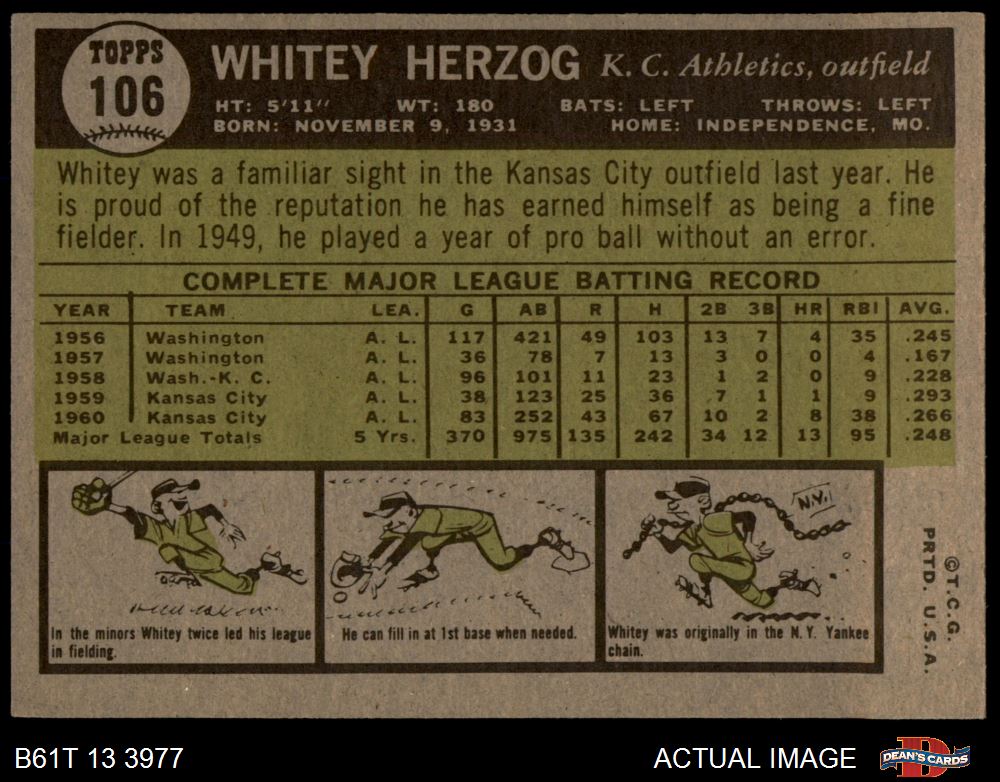 TOPPS
106
WHITEY HERZOG K. C. Athletics, outfield
HT: 5'11" WT: 180 BATS: LEFT THROWS: LEFT
BORN: NOVEMBER 9, 1931 HOME: INDEPENDENCE, MO.
Whitey was a familiar sight in the Kansas City outfield last year. He
is proud of the reputation he has earned himself as being a fine
fielder. In 1949, he played a year of pro ball without an error.
COMPLETE MAJOR LEAGUE BATTING RECORD
YEAR TEAM LEA. G AB R H 2B 3B HR RBI AVG.
1956 Washington A. L. 117 421 49 103 13 7 4 35 .245
1957 Washington A. L. 36 78 7 13 3 0 0 4 .167
1958 Wash.-K. C. A. L. 96 101 11 23 1 2 0 9 .228
1959 Kansas City A. L. 38 123 25 36 7 1 1 9 .293
1960 Kansas City A. L. 83 252 43 67 10 2 8 38 .266
Major League Totals 5 Yrs. 370 975 135 242 34 12 13 95 .248
In the minors Whitey twice led his league
in fielding.
He can fill in at 1st base when needed.
N.Y.
Whitey was originally in the N. Y. Yankee
chain.
© T. C. G.
PRTD. U. S. A.
B61T 13 3977
ACTUAL IMAGE
DEAN'S CARDS